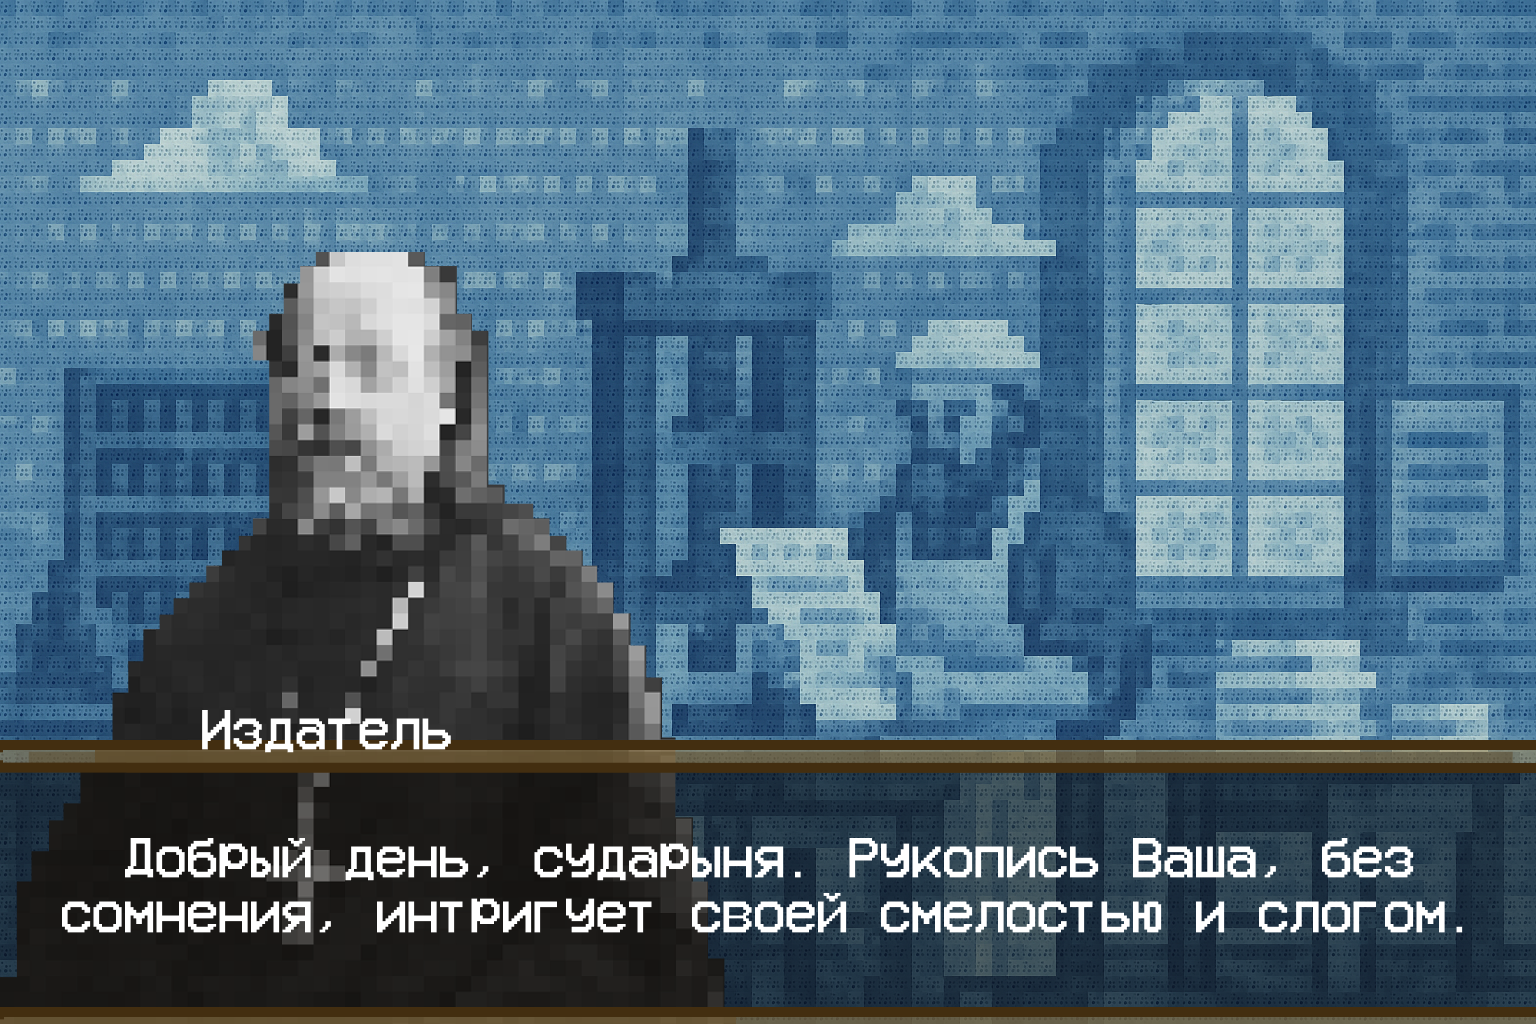 Издатель
Добрый день, сударыня. Рукопись Ваша, без
сомнения, интригует своей смелостью и слогом.